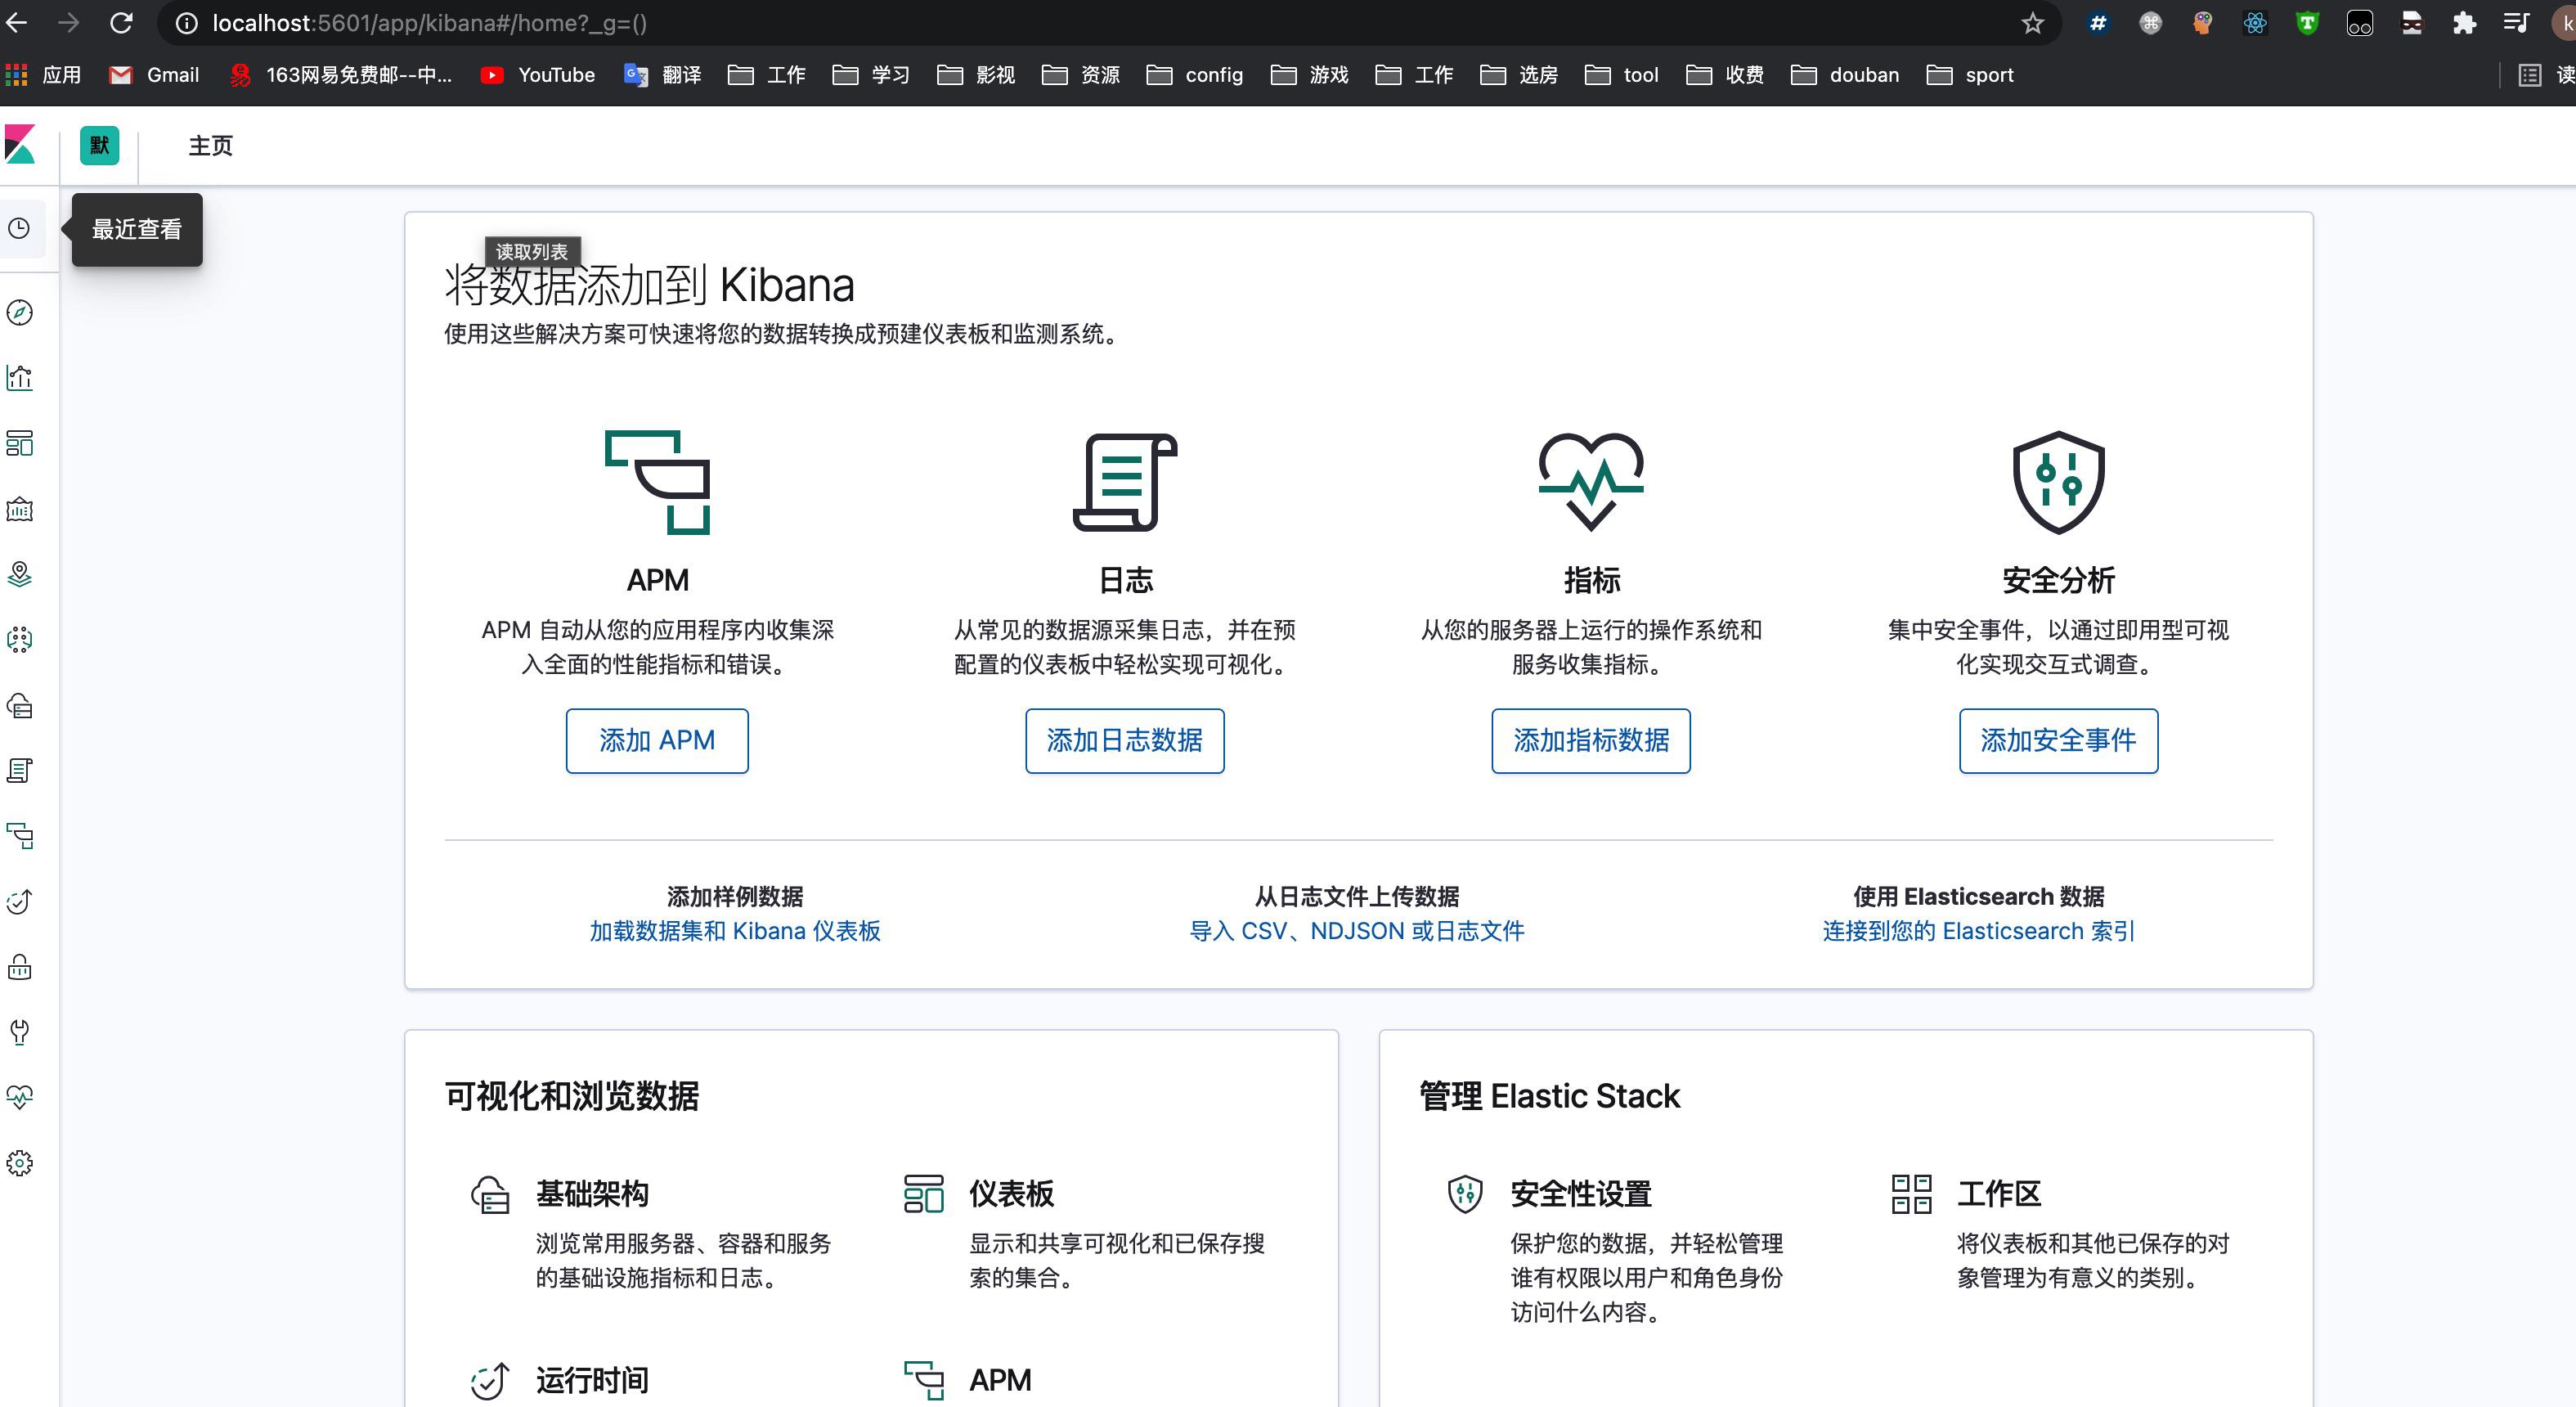 localhost:5601/app/kibana#/home?_g=()
应用 Gmail 163网易免费邮--中... YouTube 翻译 工作 学习 影视 资源 config 游戏 工作 选房 tool 收费 douban sport
默 主页
最近查看
读取列表
将数据添加到 Kibana
使用这些解决方案可快速将您的数据转换成预建仪表板和监测系统。
APM
APM 自动从您的应用程序内收集深
入全面的性能指标和错误。
添加 APM
日志
从常见的数据源采集日志，并在预
配置的仪表板中轻松实现可视化。
添加日志数据
指标
从您的服务器上运行的操作系统和
服务收集指标。
添加指标数据
安全分析
集中安全事件，以通过即用型可视
化实现交互式调查。
添加安全事件
添加样例数据
加载数据集和 Kibana 仪表板
从日志文件上传数据
导入 CSV、NDJSON 或日志文件
使用 Elasticsearch 数据
连接到您的 Elasticsearch 索引
可视化和浏览数据
基础架构
浏览常用服务器、容器和服务
的基础设施指标和日志。
仪表板
显示和共享可视化和已保存搜
索的集合。
运行时间
APM
管理 Elastic Stack
安全性设置
保护您的数据，并轻松管理
谁有权限以用户和角色身份
访问什么内容。
工作区
将仪表板和其他已保存的对
象管理为有意义的类别。